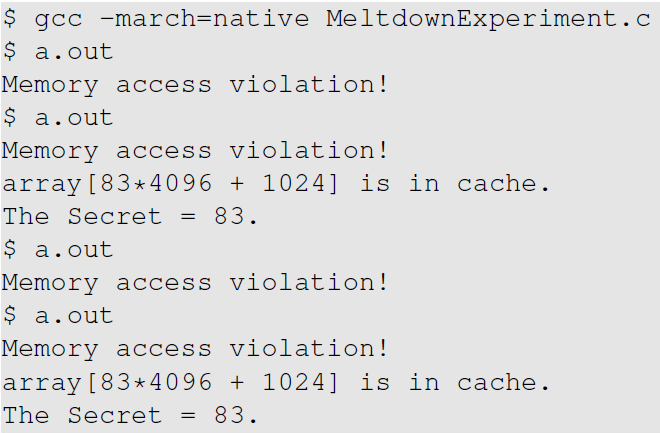 $ gcc -march=native MeltdownExperiment.c
$ a.out
Memory access violation!
$ a.out
Memory access violation!
array[83*4096 + 1024] is in cache.
The Secret = 83.
$ a.out
Memory access violation!
$ a.out
Memory access violation!
array[83*4096 + 1024] is in cache.
The Secret = 83.